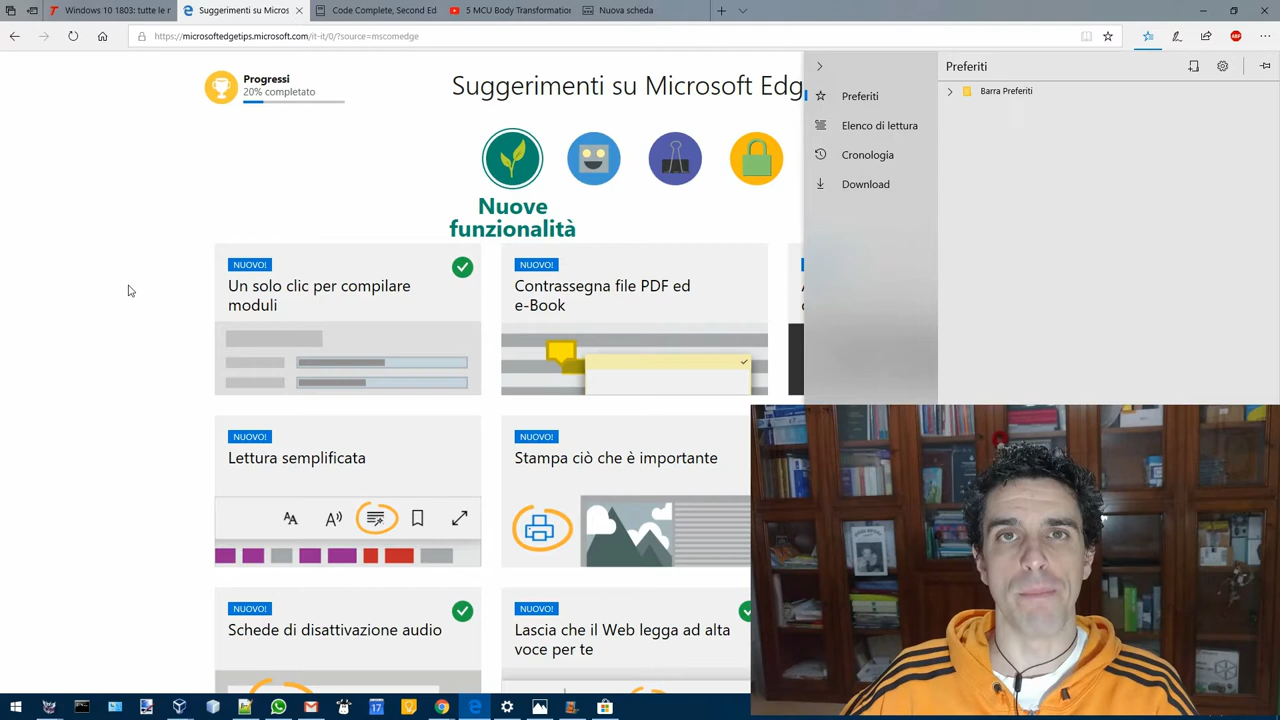 Windows 10 1803: tutte le n
Suggerimenti su Micros
Code Complete, Second Ed
5 MCU Body Transformation
Nuova scheda
https://microsoftedgetips.microsoft.com/it-it/0/?source=mscomedge
ABP
Progressi
20% completato
Suggerimenti su Microsoft Edg
Nuove
funzionalità
Preferiti
Elenco di lettura
Cronologia
Download
Preferiti
Barra Preferiti
NUOVO!
Un solo clic per compilare
moduli
NUOVO!
Contrassegna file PDF ed
e-Book
NUOVO!
Lettura semplificata
NUOVO!
Stampa ciò che è importante
NUOVO!
Schede di disattivazione audio
NUOVO!
Lascia che il Web legga ad alta
voce per te
17